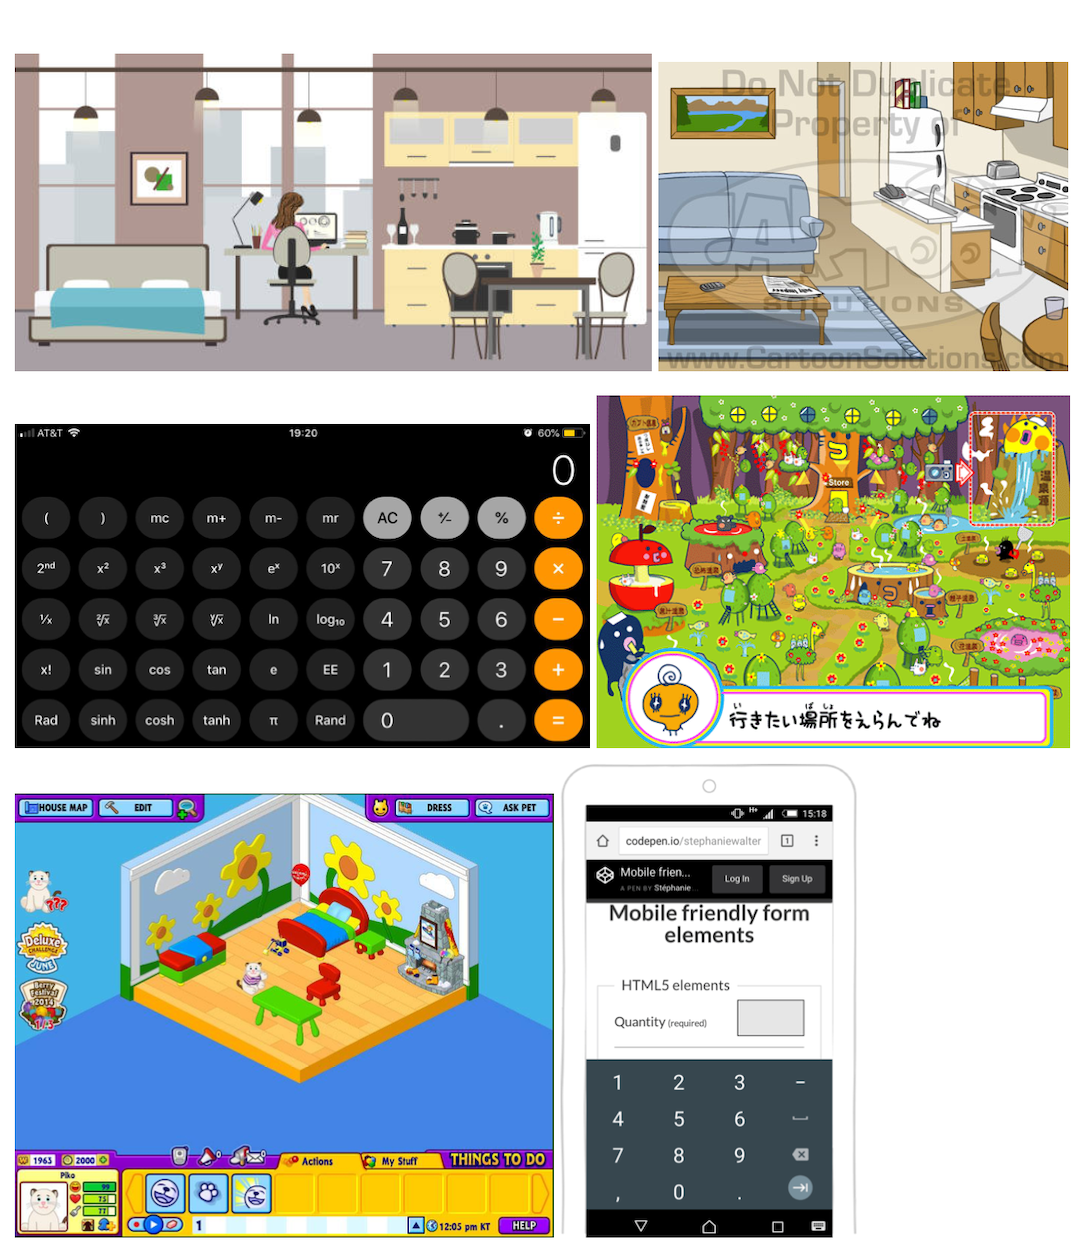 Do Not Duplicate
Property of
CARTOON
SOLUTIONS
www.CartoonSolutions.com
AT&T 19:20 60%
0
( ) mc m+ m- mr AC +/- % ÷
2nd x² x³ xʸ eˣ 10ˣ 7 8 9 ×
1/x ²√x ³√x ʸ√x ln log₁₀ 4 5 6 −
x! sin cos tan e EE 1 2 3 +
Rad sinh cosh tanh π Rand 0 . =
Store
行きたい場所をえらんでね
HOUSE MAP EDIT DRESS ASK PET
???
Deluxe
CHALLENGE
JUNE
Berry
Festival
2014
1/3
W 1965 2000 Actions My Stuff THINGS TO DO
Piko
99
75
77
1 12:05 pm KT HELP
H+ 15:18
codepen.io/stephaniewalter 1
Mobile frien...
A PEN BY Stéphanie
Log In Sign Up
Mobile friendly form
elements
HTML5 elements
Quantity (required)
1 2 3 −
4 5 6
7 8 9
, 0 .